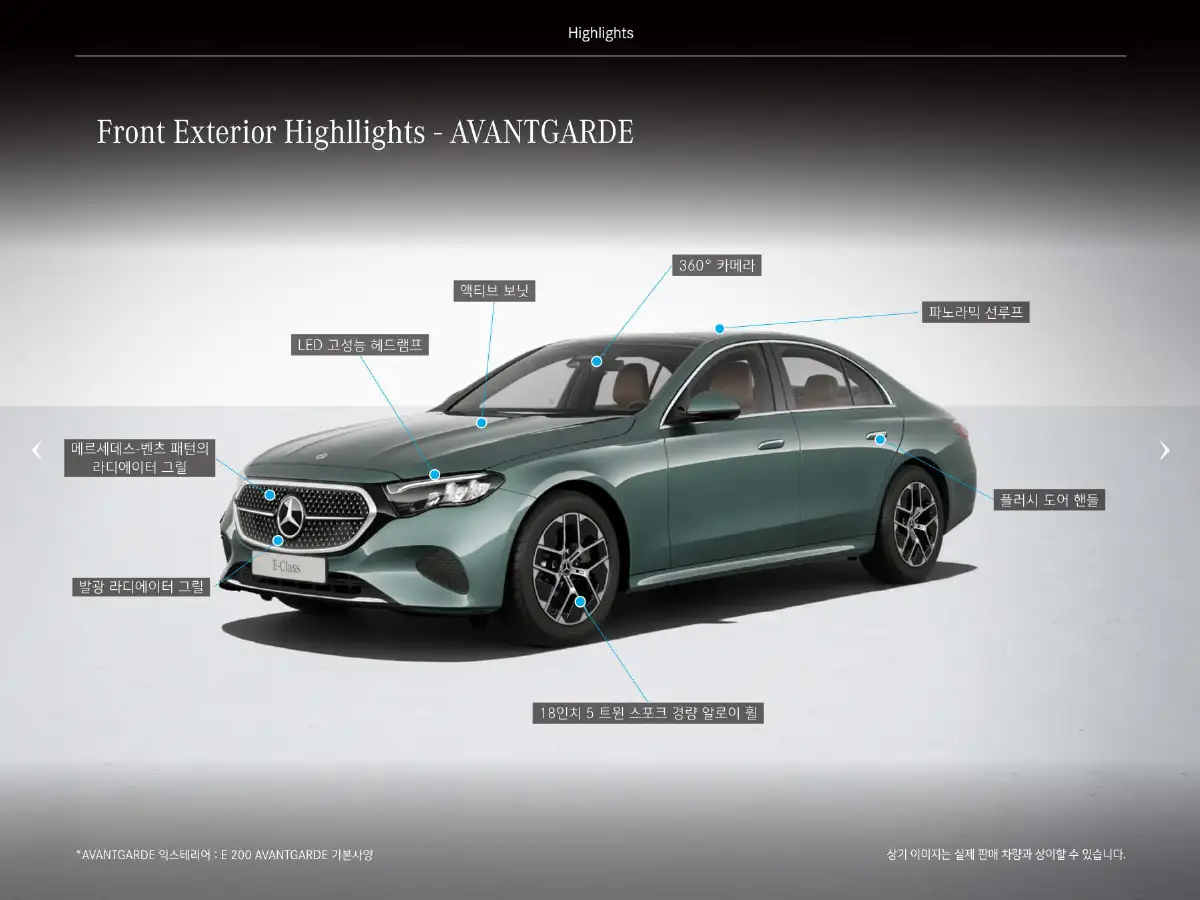 Highlights
Front Exterior Highllights - AVANTGARDE
360° 카메라
액티브 보닛
파노라믹 선루프
LED 고성능 헤드램프
메르세데스-벤츠 패턴의
라디에이터 그릴
플러시 도어 핸들
E-Class
발광 라디에이터 그릴
18인치 5 트윈 스포크 경량 알로이 휠
*AVANTGARDE 익스테리어 : E 200 AVANTGARDE 기본사양
상기 이미지는 실제 판매 차량과 상이할 수 있습니다.